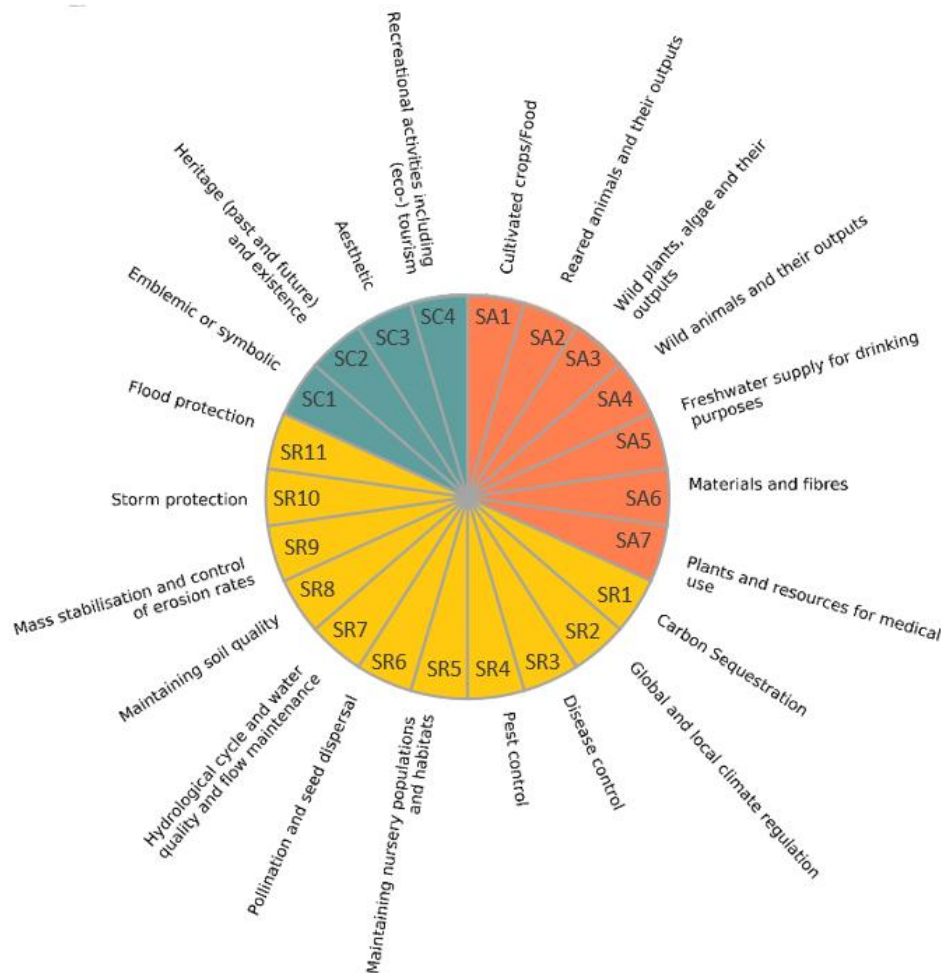 Recreational activities including
(eco-) tourism
Cultivated crops/Food
Reared animals and their outputs
Wild plants, algae and their
outputs
Wild animals and their outputs
Freshwater supply for drinking
purposes
Materials and fibres
Plants and resources for medical
use
Carbon Sequestration
Global and local climate regulation
Disease control
Pest control
Maintaining nursery populations
and habitats
Pollination and seed dispersal
Hydrological cycle and water
quality and flow maintenance
Maintaining soil quality
Mass stabilisation and control
of erosion rates
Storm protection
Flood protection
Emblemic or symbolic
Heritage (past and future)
and existence
Aesthetic
SA1
SA2
SA3
SA4
SA5
SA6
SA7
SR1
SR2
SR3
SR4
SR5
SR6
SR7
SR8
SR9
SR10
SR11
SC1
SC2
SC3
SC4